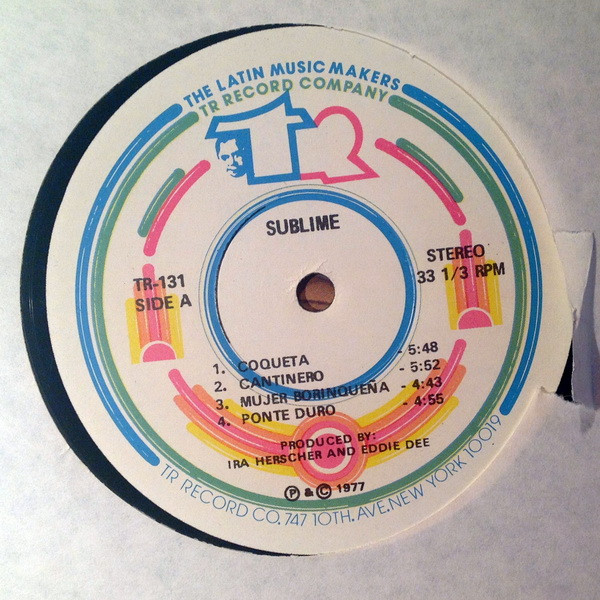 THE LATIN MUSIC MAKERS
TR RECORD COMPANY
TR
SUBLIME
TR-131
SIDE A
STEREO
33 1/3 RPM
1. COQUETA - 5:48
2. CANTINERO - 5:52
3. MUJER BORINQUEÑA - 4:43
4. PONTE DURO - 4:55
PRODUCED BY:
IRA HERSCHER AND EDDIE DEE
Ⓟ & © 1977
TR RECORD CO. 747 10TH. AVE. NEW YORK 10019